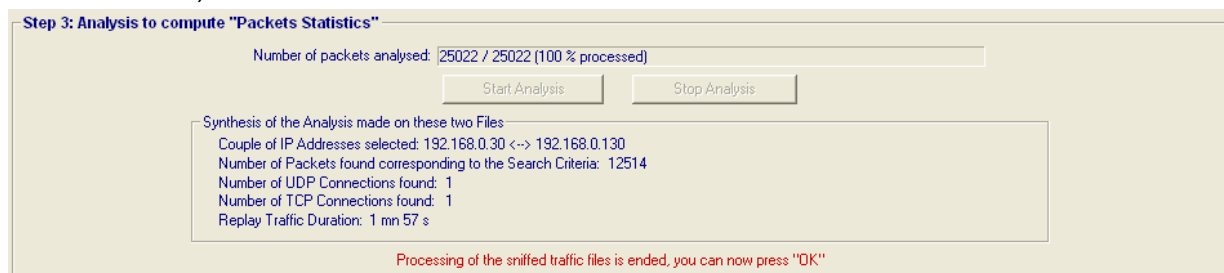 Step 3: Analysis to compute "Packets Statistics"
Number of packets analysed: 25022 / 25022 (100 % processed)
Start Analysis Stop Analysis
Synthesis of the Analysis made on these two Files
Couple of IP Addresses selected: 192.168.0.30 <--> 192.168.0.130
Number of Packets found corresponding to the Search Criteria: 12514
Number of UDP Connections found: 1
Number of TCP Connections found: 1
Replay Traffic Duration: 1 mn 57 s
Processing of the sniffed traffic files is ended, you can now press "OK"